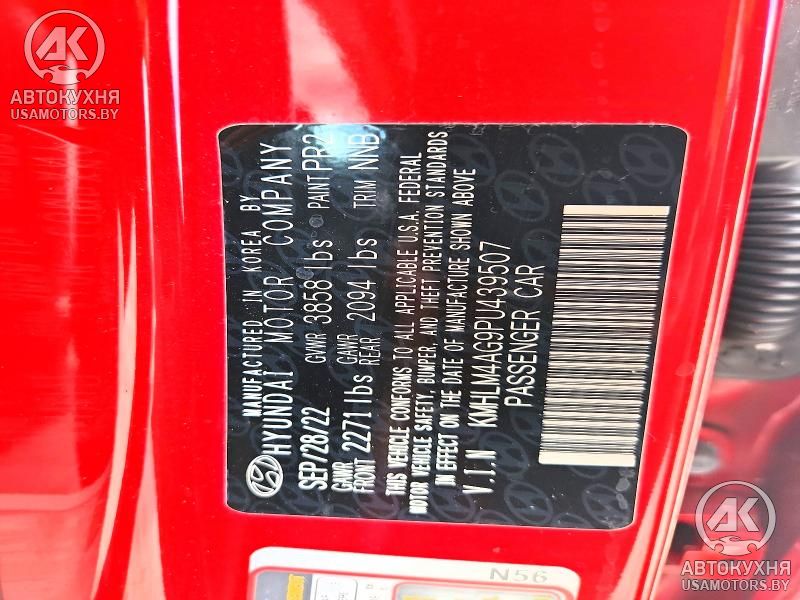 АК
АВТОКУХНЯ
USAMOTORS.BY
MANUFACTURED IN KOREA BY
HYUNDAI MOTOR COMPANY
SEP/28/22 GVWR 3858 lbs PAINT PR2
GAWR FRONT 2271 lbs GAWR REAR 2094 lbs TRIM NNB
THIS VEHICLE CONFORMS TO ALL APPLICABLE U.S.A. FEDERAL
MOTOR VEHICLE SAFETY, BUMPER, AND THEFT PREVENTION STANDARDS
IN EFFECT ON THE DATE OF MANUFACTURE SHOWN ABOVE
V.I.N KMHLM4AG9PU439507
PASSENGER CAR
N56
АК
АВТОКУХНЯ
USAMOTORS.BY